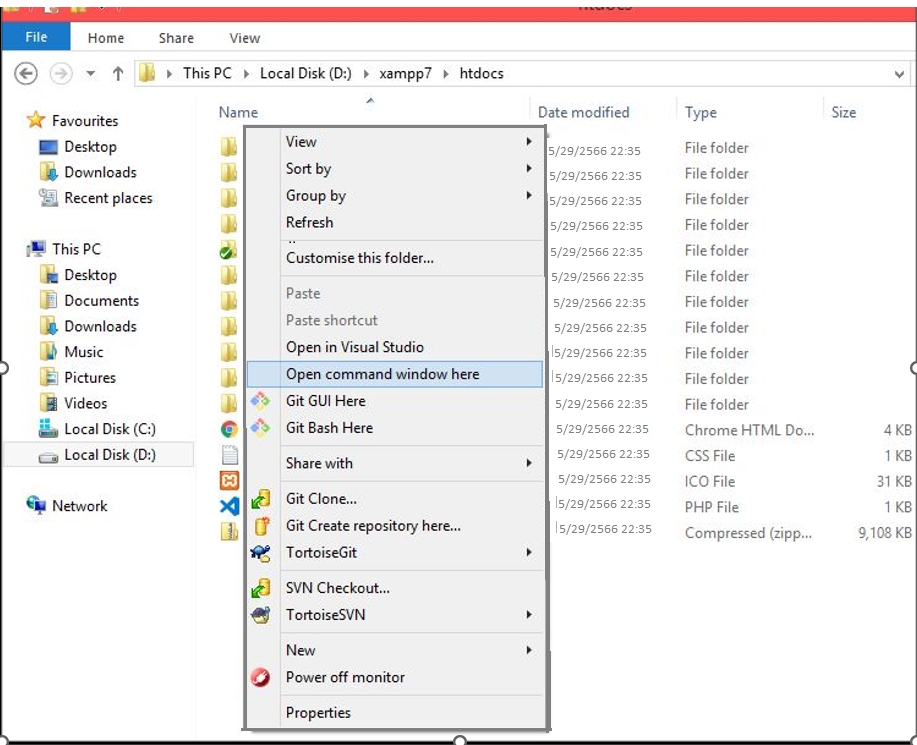 htdocs
File Home Share View
This PC Local Disk (D:) xampp7 htdocs
Name Date modified Type Size
Favourites
Desktop
Downloads
Recent places
This PC
Desktop
Documents
Downloads
Music
Pictures
Videos
Local Disk (C:)
Local Disk (D:)
Network
View
Sort by
Group by
Refresh
Customise this folder...
Paste
Paste shortcut
Open in Visual Studio
Open command window here
Git GUI Here
Git Bash Here
Share with
Git Clone...
Git Create repository here...
TortoiseGit
SVN Checkout...
TortoiseSVN
New
Power off monitor
Properties
5/29/2566 22:35 File folder
5/29/2566 22:35 File folder
5/29/2566 22:35 File folder
5/29/2566 22:35 File folder
5/29/2566 22:35 File folder
5/29/2566 22:35 File folder
5/29/2566 22:35 File folder
5/29/2566 22:35 File folder
5/29/2566 22:35 File folder
5/29/2566 22:35 File folder
5/29/2566 22:35 File folder
5/29/2566 22:35 Chrome HTML Do... 4 KB
5/29/2566 22:35 CSS File 1 KB
5/29/2566 22:35 ICO File 31 KB
5/29/2566 22:35 PHP File 1 KB
5/29/2566 22:35 Compressed (zipp... 9,108 KB